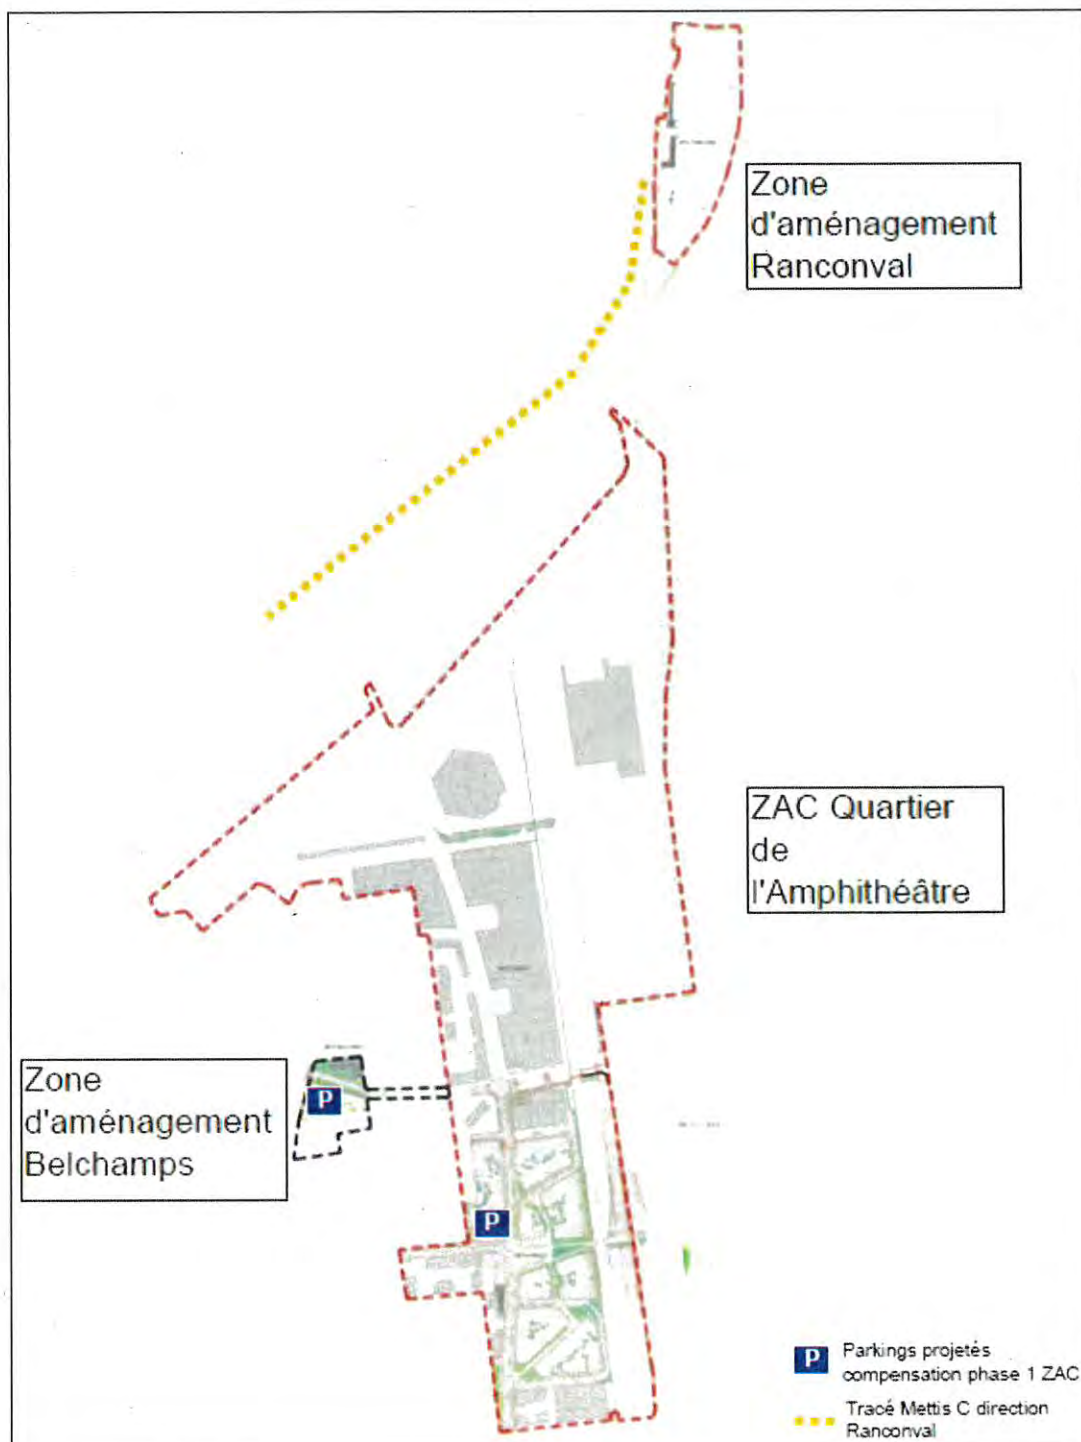 Zone
d'aménagement
Ranconval
ZAC Quartier
de
l'Amphithéâtre
Zone
d'aménagement
Belchamps
P
P
P
Parkings projetés
compensation phase 1 ZAC
Tracé Mettis C direction
Ranconval